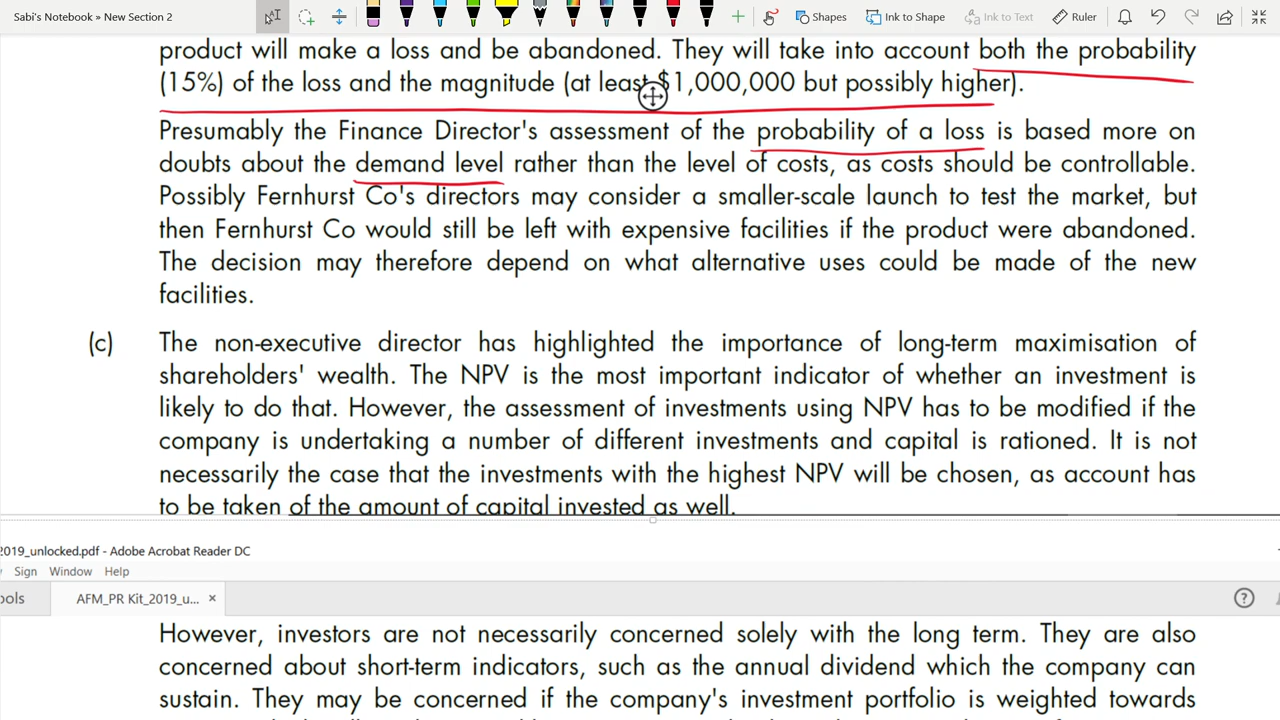 Sabi's Notebook » New Section 2
Shapes
Ink to Shape
Ink to Text
Ruler
product will make a loss and be abandoned. They will take into account both the probability
(15%) of the loss and the magnitude (at least $1,000,000 but possibly higher).
Presumably the Finance Director's assessment of the probability of a loss is based more on
doubts about the demand level rather than the level of costs, as costs should be controllable.
Possibly Fernhurst Co's directors may consider a smaller-scale launch to test the market, but
then Fernhurst Co would still be left with expensive facilities if the product were abandoned.
The decision may therefore depend on what alternative uses could be made of the new
facilities.
(c) The non-executive director has highlighted the importance of long-term maximisation of
shareholders' wealth. The NPV is the most important indicator of whether an investment is
likely to do that. However, the assessment of investments using NPV has to be modified if the
company is undertaking a number of different investments and capital is rationed. It is not
necessarily the case that the investments with the highest NPV will be chosen, as account has
to be taken of the amount of capital invested as well.
2019_unlocked.pdf - Adobe Acrobat Reader DC
Sign Window Help
ools AFM_PR Kit_2019_u... ×
However, investors are not necessarily concerned solely with the long term. They are also
concerned about short-term indicators, such as the annual dividend which the company can
sustain. They may be concerned if the company's investment portfolio is weighted towards